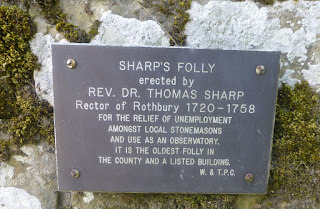 SHARP'S FOLLY
erected by
REV. DR. THOMAS SHARP
Rector of Rothbury 1720-1758
FOR THE RELIEF OF UNEMPLOYMENT
AMONGST LOCAL STONEMASONS
AND USE AS AN OBSERVATORY.
IT IS THE OLDEST FOLLY IN
THE COUNTY AND A LISTED BUILDING.
W. & T.P.C.